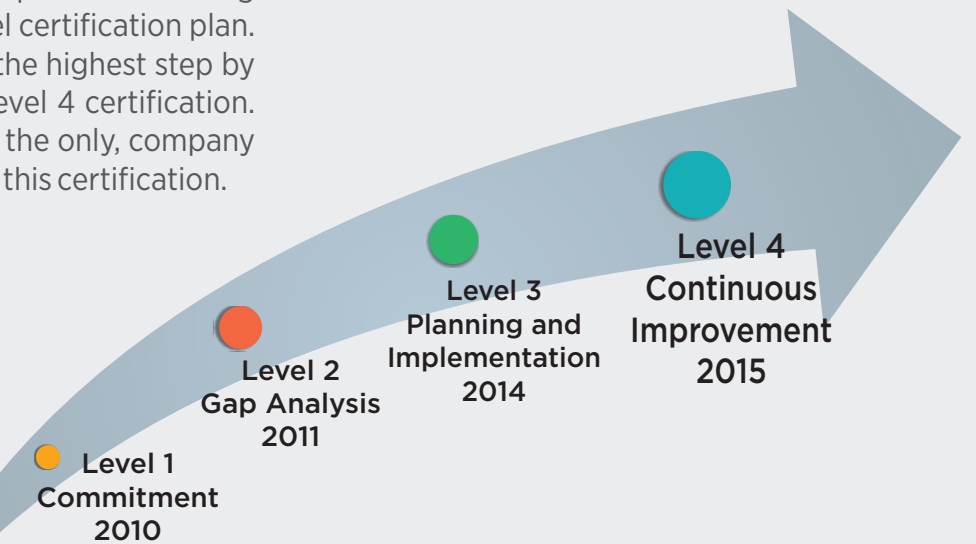 el certification plan.
the highest step by
evel 4 certification.
the only, company
this certification.
Level 4
Continuous
Improvement
2015
Level 3
Planning and
Implementation
2014
Level 2
Gap Analysis
2011
Level 1
Commitment
2010